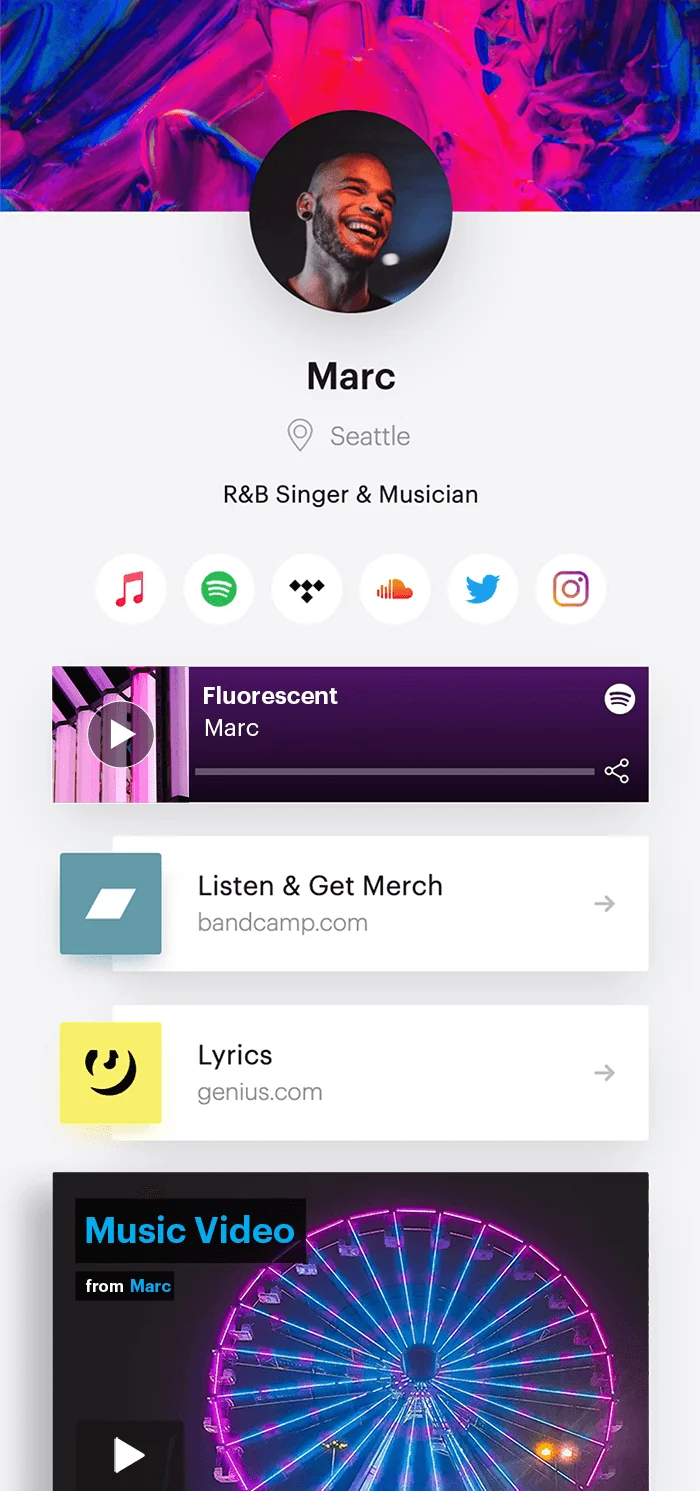 Marc
Seattle
R&B Singer & Musician
Fluorescent
Marc
Listen & Get Merch
bandcamp.com
Lyrics
genius.com
Music Video
from Marc